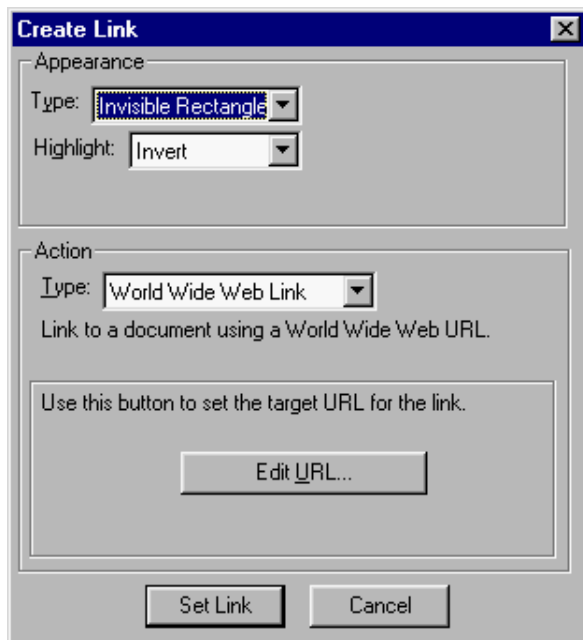 Create Link
Appearance
Type: Invisible Rectangle
Highlight: Invert
Action
Type: World Wide Web Link
Link to a document using a World Wide Web URL.
Use this button to set the target URL for the link.
Edit URL...
Set Link Cancel